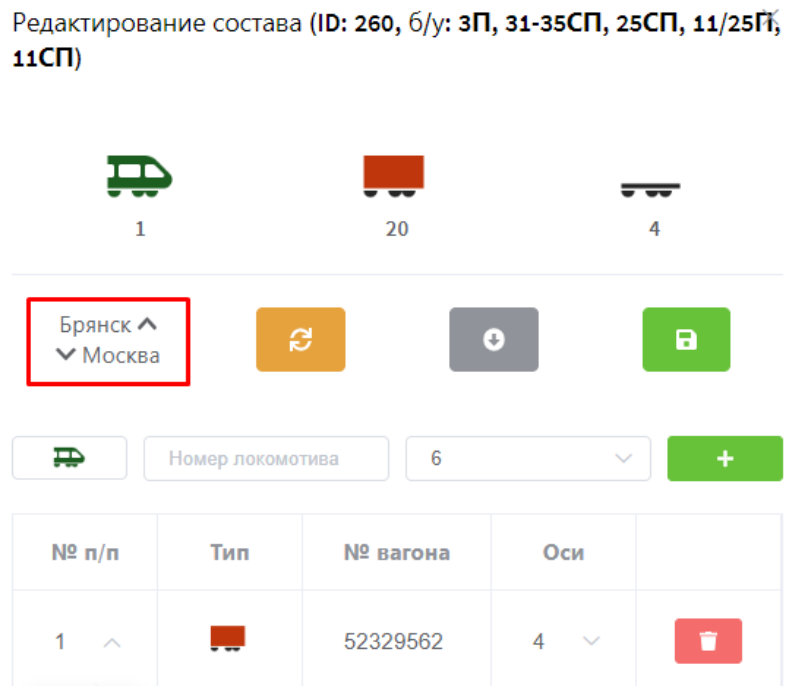 Редактирование состава (ID: 260, б/у: 3П, 31-35СП, 25СП, 11/25П,
11СП)
1 20 4
Брянск
Москва
Номер локомотива 6
№ п/п Тип № вагона Оси
1 52329562 4